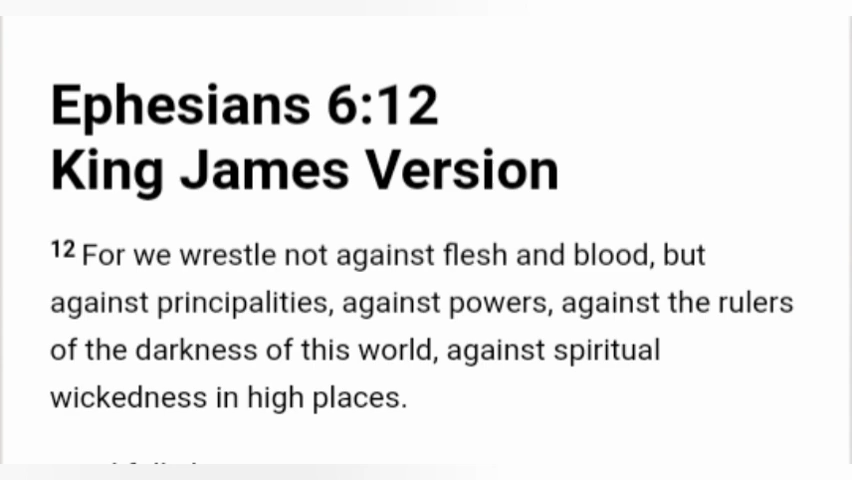 Ephesians 6:12
King James Version
12 For we wrestle not against flesh and blood, but
against principalities, against powers, against the rulers
of the darkness of this world, against spiritual
wickedness in high places.